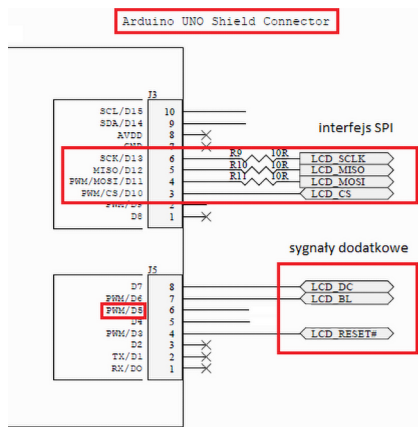 Arduino UNO Shield Connector
J3
SCL/D15 10
SDA/D14 9
AVDD 8
GND 7
interfejs SPI
SCK/D13 6 R9 10R LCD_SCLK
MISO/D12 5 R10 10R LCD_MISO
PWM/MOSI/D11 4 R11 10R LCD_MOSI
PWM/CS/D10 3 LCD_CS
PWM/D9 2
D8 1
sygnały dodatkowe
J5
D7 8 LCD_DC
PWM/D6 7 LCD_BL
PWM/D5 6
D4 5
PWM/D3 4 LCD_RESET#
D2 3
TX/D1 2
RX/D0 1